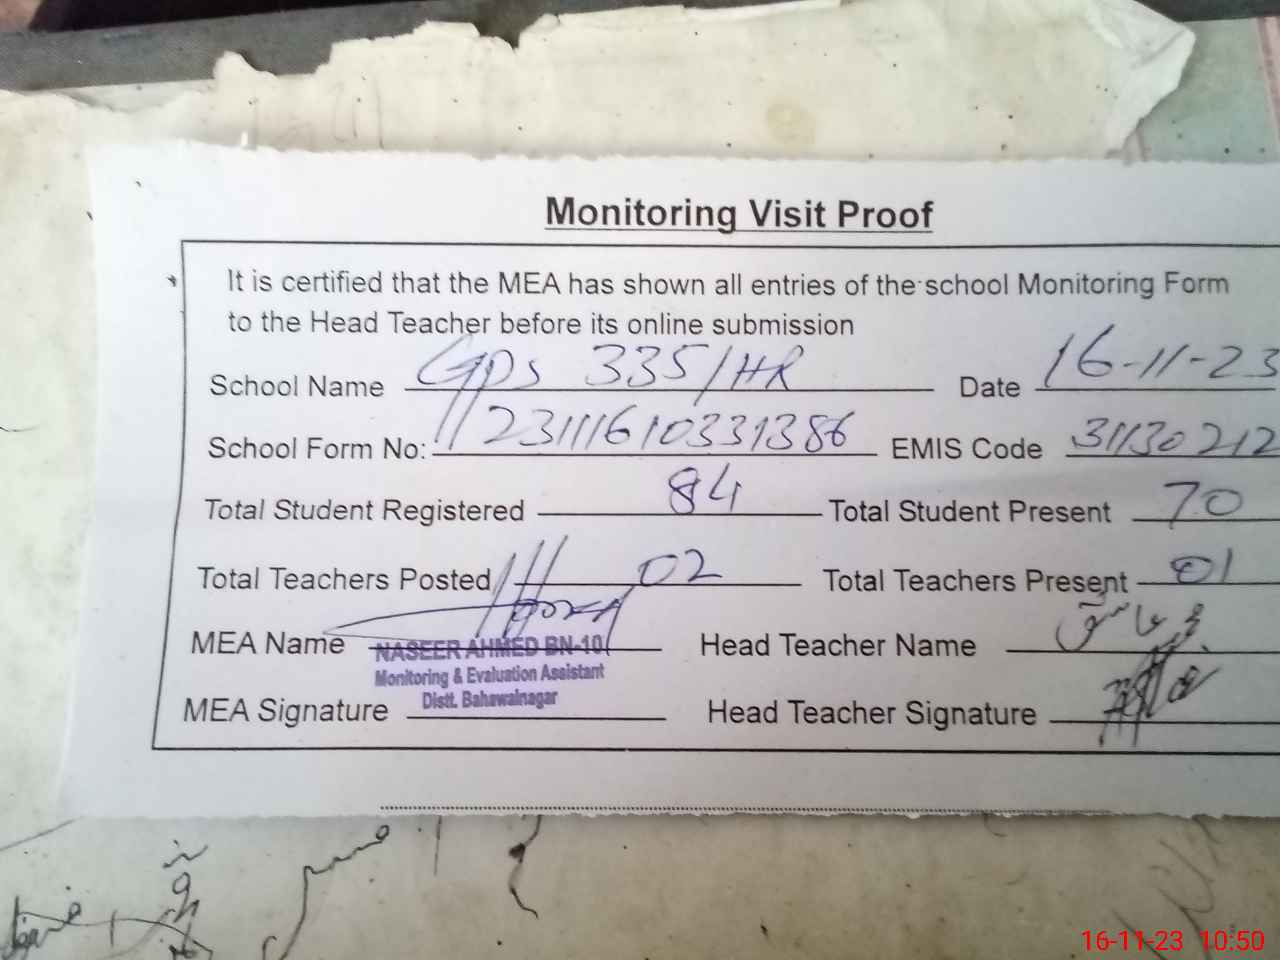 Monitoring Visit Proof
It is certified that the MEA has shown all entries of the school Monitoring Form
to the Head Teacher before its online submission
School Name GPS 335/HR Date 16-11-23
School Form No: 23111610331386 EMIS Code 31130212
Total Student Registered 84 Total Student Present 70
Total Teachers Posted 02 Total Teachers Present 01
MEA Name NASEER AHMED BN-10 Head Teacher Name
Monitoring & Evaluation Assistant
Distt. Bahawalnagar
MEA Signature Head Teacher Signature
16-11-23 10:50